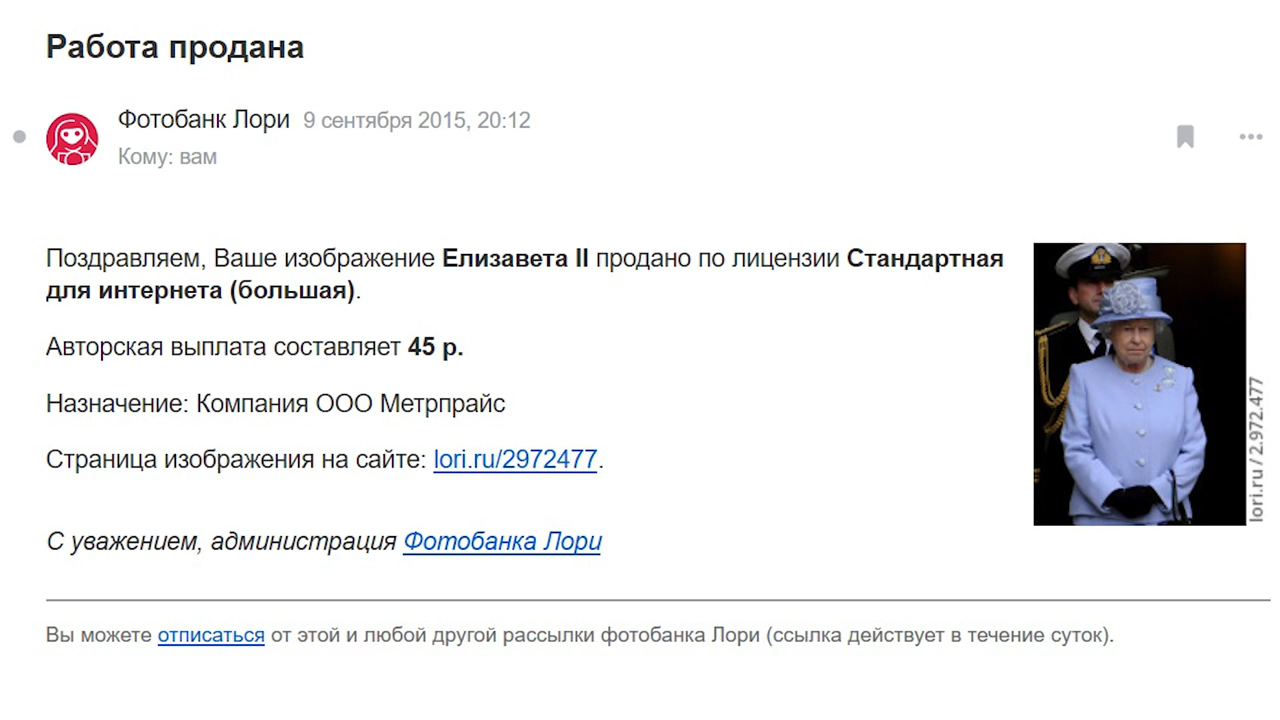 Работа продана
Фотобанк Лори 9 сентября 2015, 20:12
Кому: вам
Поздравляем, Ваше изображение Елизавета II продано по лицензии Стандартная
для интернета (большая).
Авторская выплата составляет 45 р.
Назначение: Компания ООО Метрпрайс
Страница изображения на сайте: lori.ru/2972477.
lori.ru / 2.972.477
С уважением, администрация Фотобанка Лори
Вы можете отписаться от этой и любой другой рассылки фотобанка Лори (ссылка действует в течение суток).